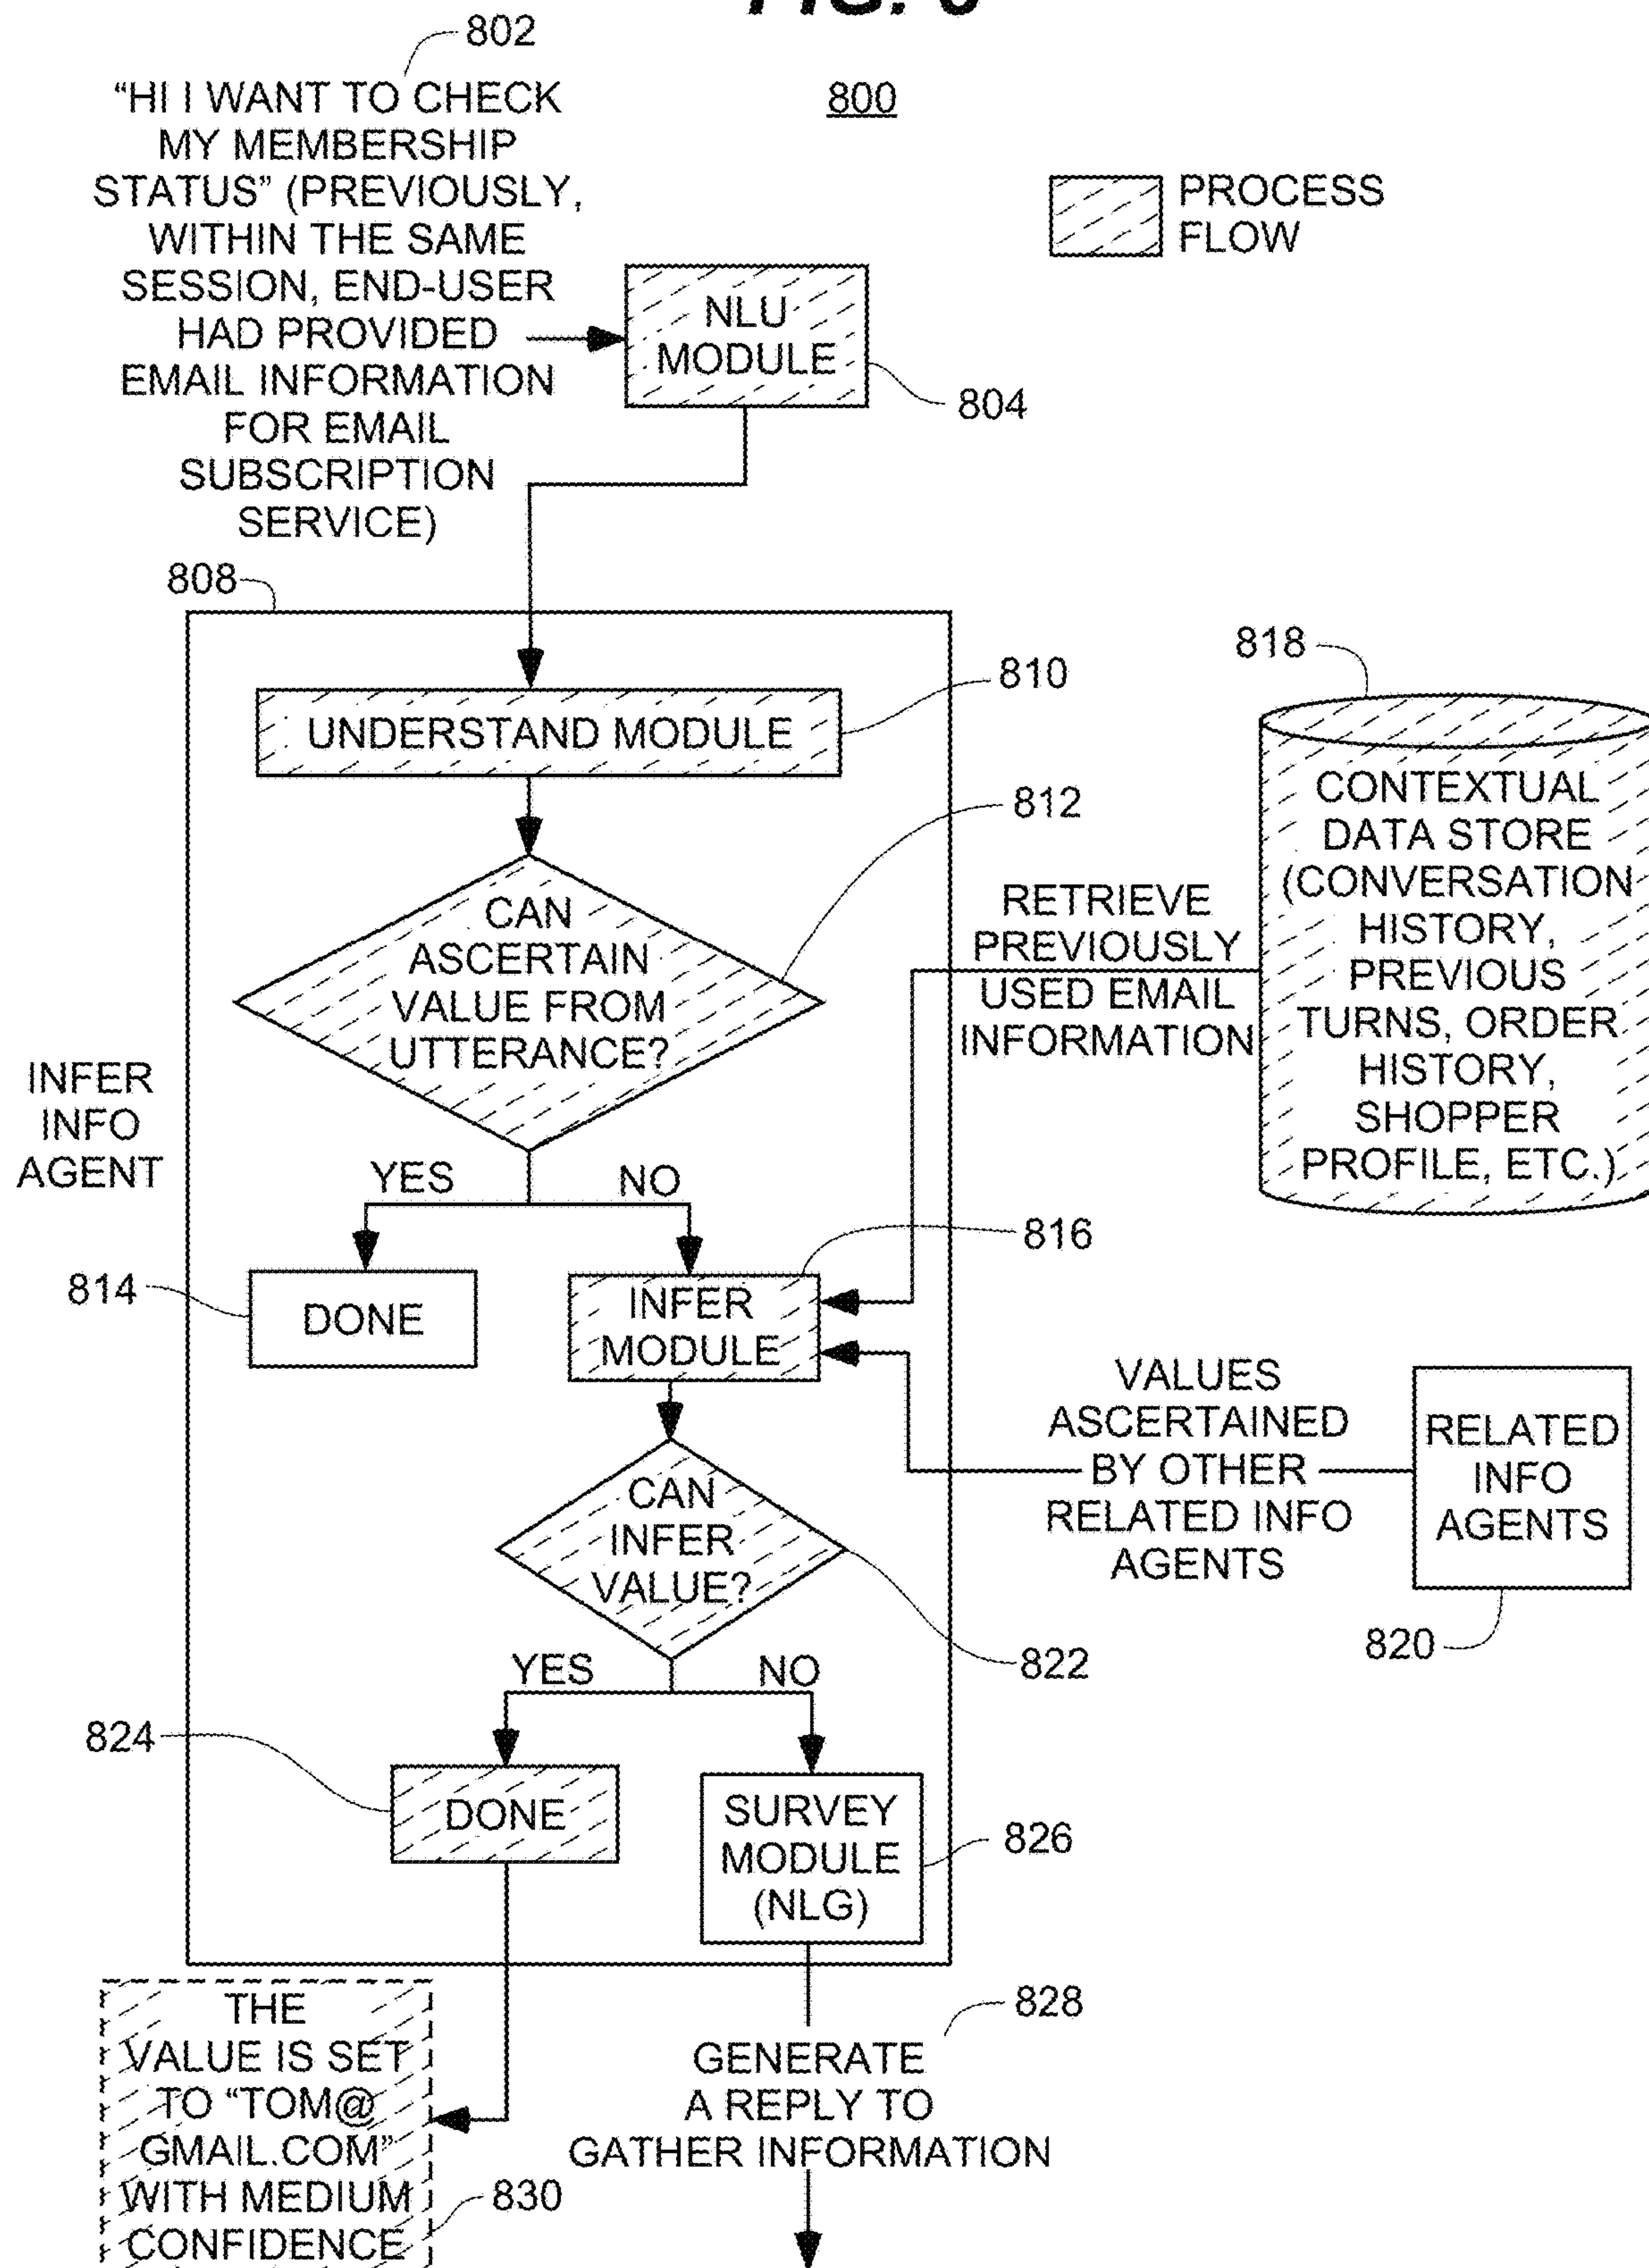 802
"HI I WANT TO CHECK
MY MEMBERSHIP
STATUS" (PREVIOUSLY,
WITHIN THE SAME
SESSION, END-USER
HAD PROVIDED
EMAIL INFORMATION
FOR EMAIL
SUBSCRIPTION
SERVICE)
800
PROCESS
FLOW
NLU
MODULE
804
808
INFER
INFO
AGENT
UNDERSTAND MODULE
810
CAN
ASCERTAIN
VALUE FROM
UTTERANCE?
812
YES
NO
814
DONE
INFER
MODULE
816
RETRIEVE
PREVIOUSLY
USED EMAIL
INFORMATION
818
CONTEXTUAL
DATA STORE
(CONVERSATION
HISTORY,
PREVIOUS
TURNS, ORDER
HISTORY,
SHOPPER
PROFILE, ETC.)
VALUES
ASCERTAINED
BY OTHER
RELATED INFO
AGENTS
RELATED
INFO
AGENTS
820
CAN
INFER
VALUE?
822
YES
NO
824
DONE
SURVEY
MODULE
(NLG)
826
THE
VALUE IS SET
TO "TOM@
GMAIL.COM"
WITH MEDIUM
CONFIDENCE
830
828
GENERATE
A REPLY TO
GATHER INFORMATION